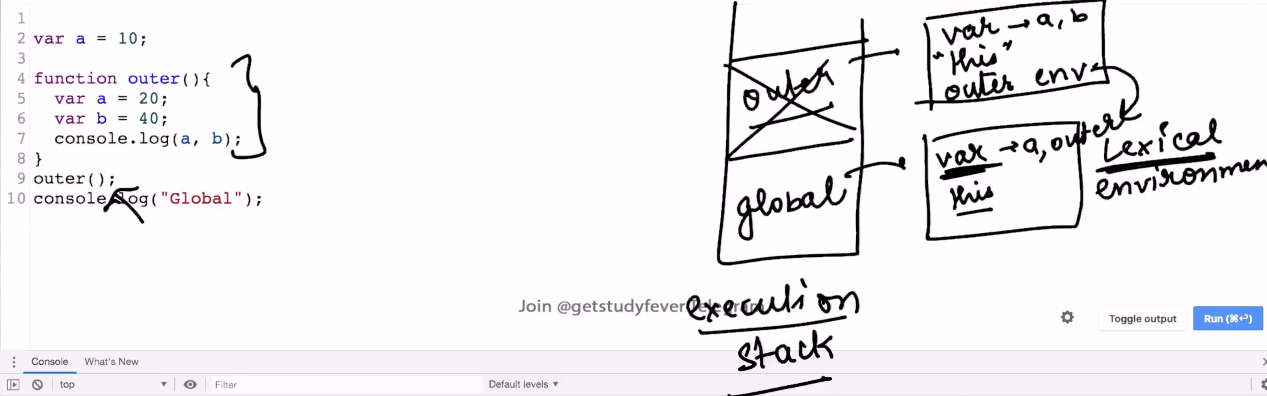 1
2 var a = 10;
3
4 function outer(){
5 var a = 20;
6 var b = 40;
7 console.log(a, b);
8 }
9 outer();
10 console.log("Global");
outer
global
execution
stack
var → a, b
"this"
outer env
var → a, outer
this
Lexical
environmen
Join @getstudyfever Telegram
Toggle output
Run (⌘↩)
Console What's New
top Filter Default levels ▼